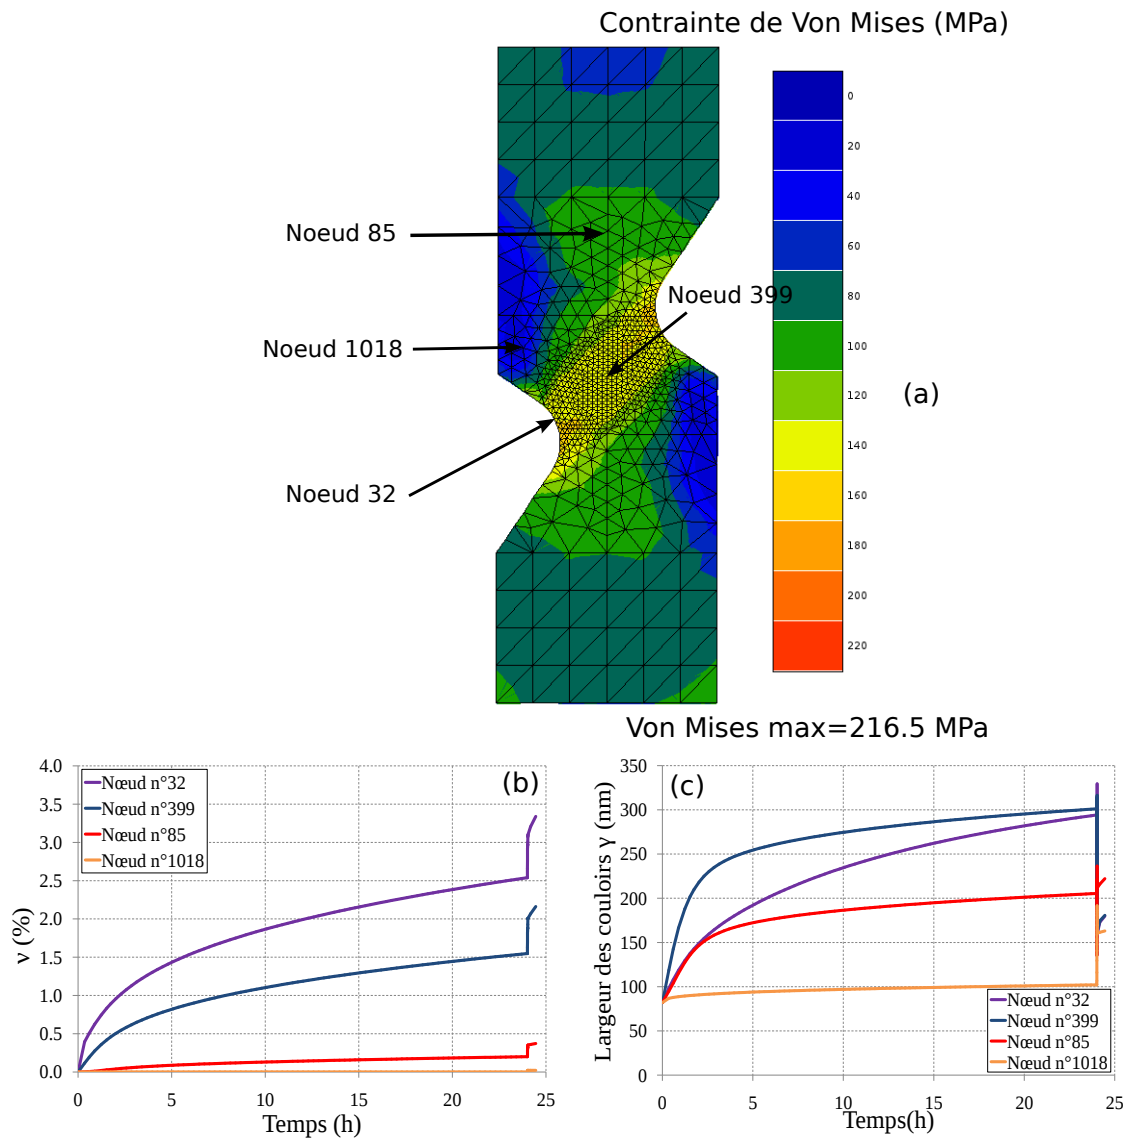 Contrainte de Von Mises (MPa)
0
20
40
Noeud 85
60
80
Noeud 399
Noeud 1018
100
120
(a)
140
Noeud 32
160
180
200
220
Von Mises max=216.5 MPa
4.0
3.5
3.0
2.5
2.0
1.5
1.0
0.5
0.0
ν (%)
Nœud n°32
Nœud n°399
Nœud n°85
Nœud n°1018
(b)
0
5
10
15
20
25
Temps (h)
350
300
250
200
150
100
50
0
Largeur des couloirs γ (nm)
(c)
Nœud n°32
Nœud n°399
Nœud n°85
Nœud n°1018
0
5
10
15
20
25
Temps(h)